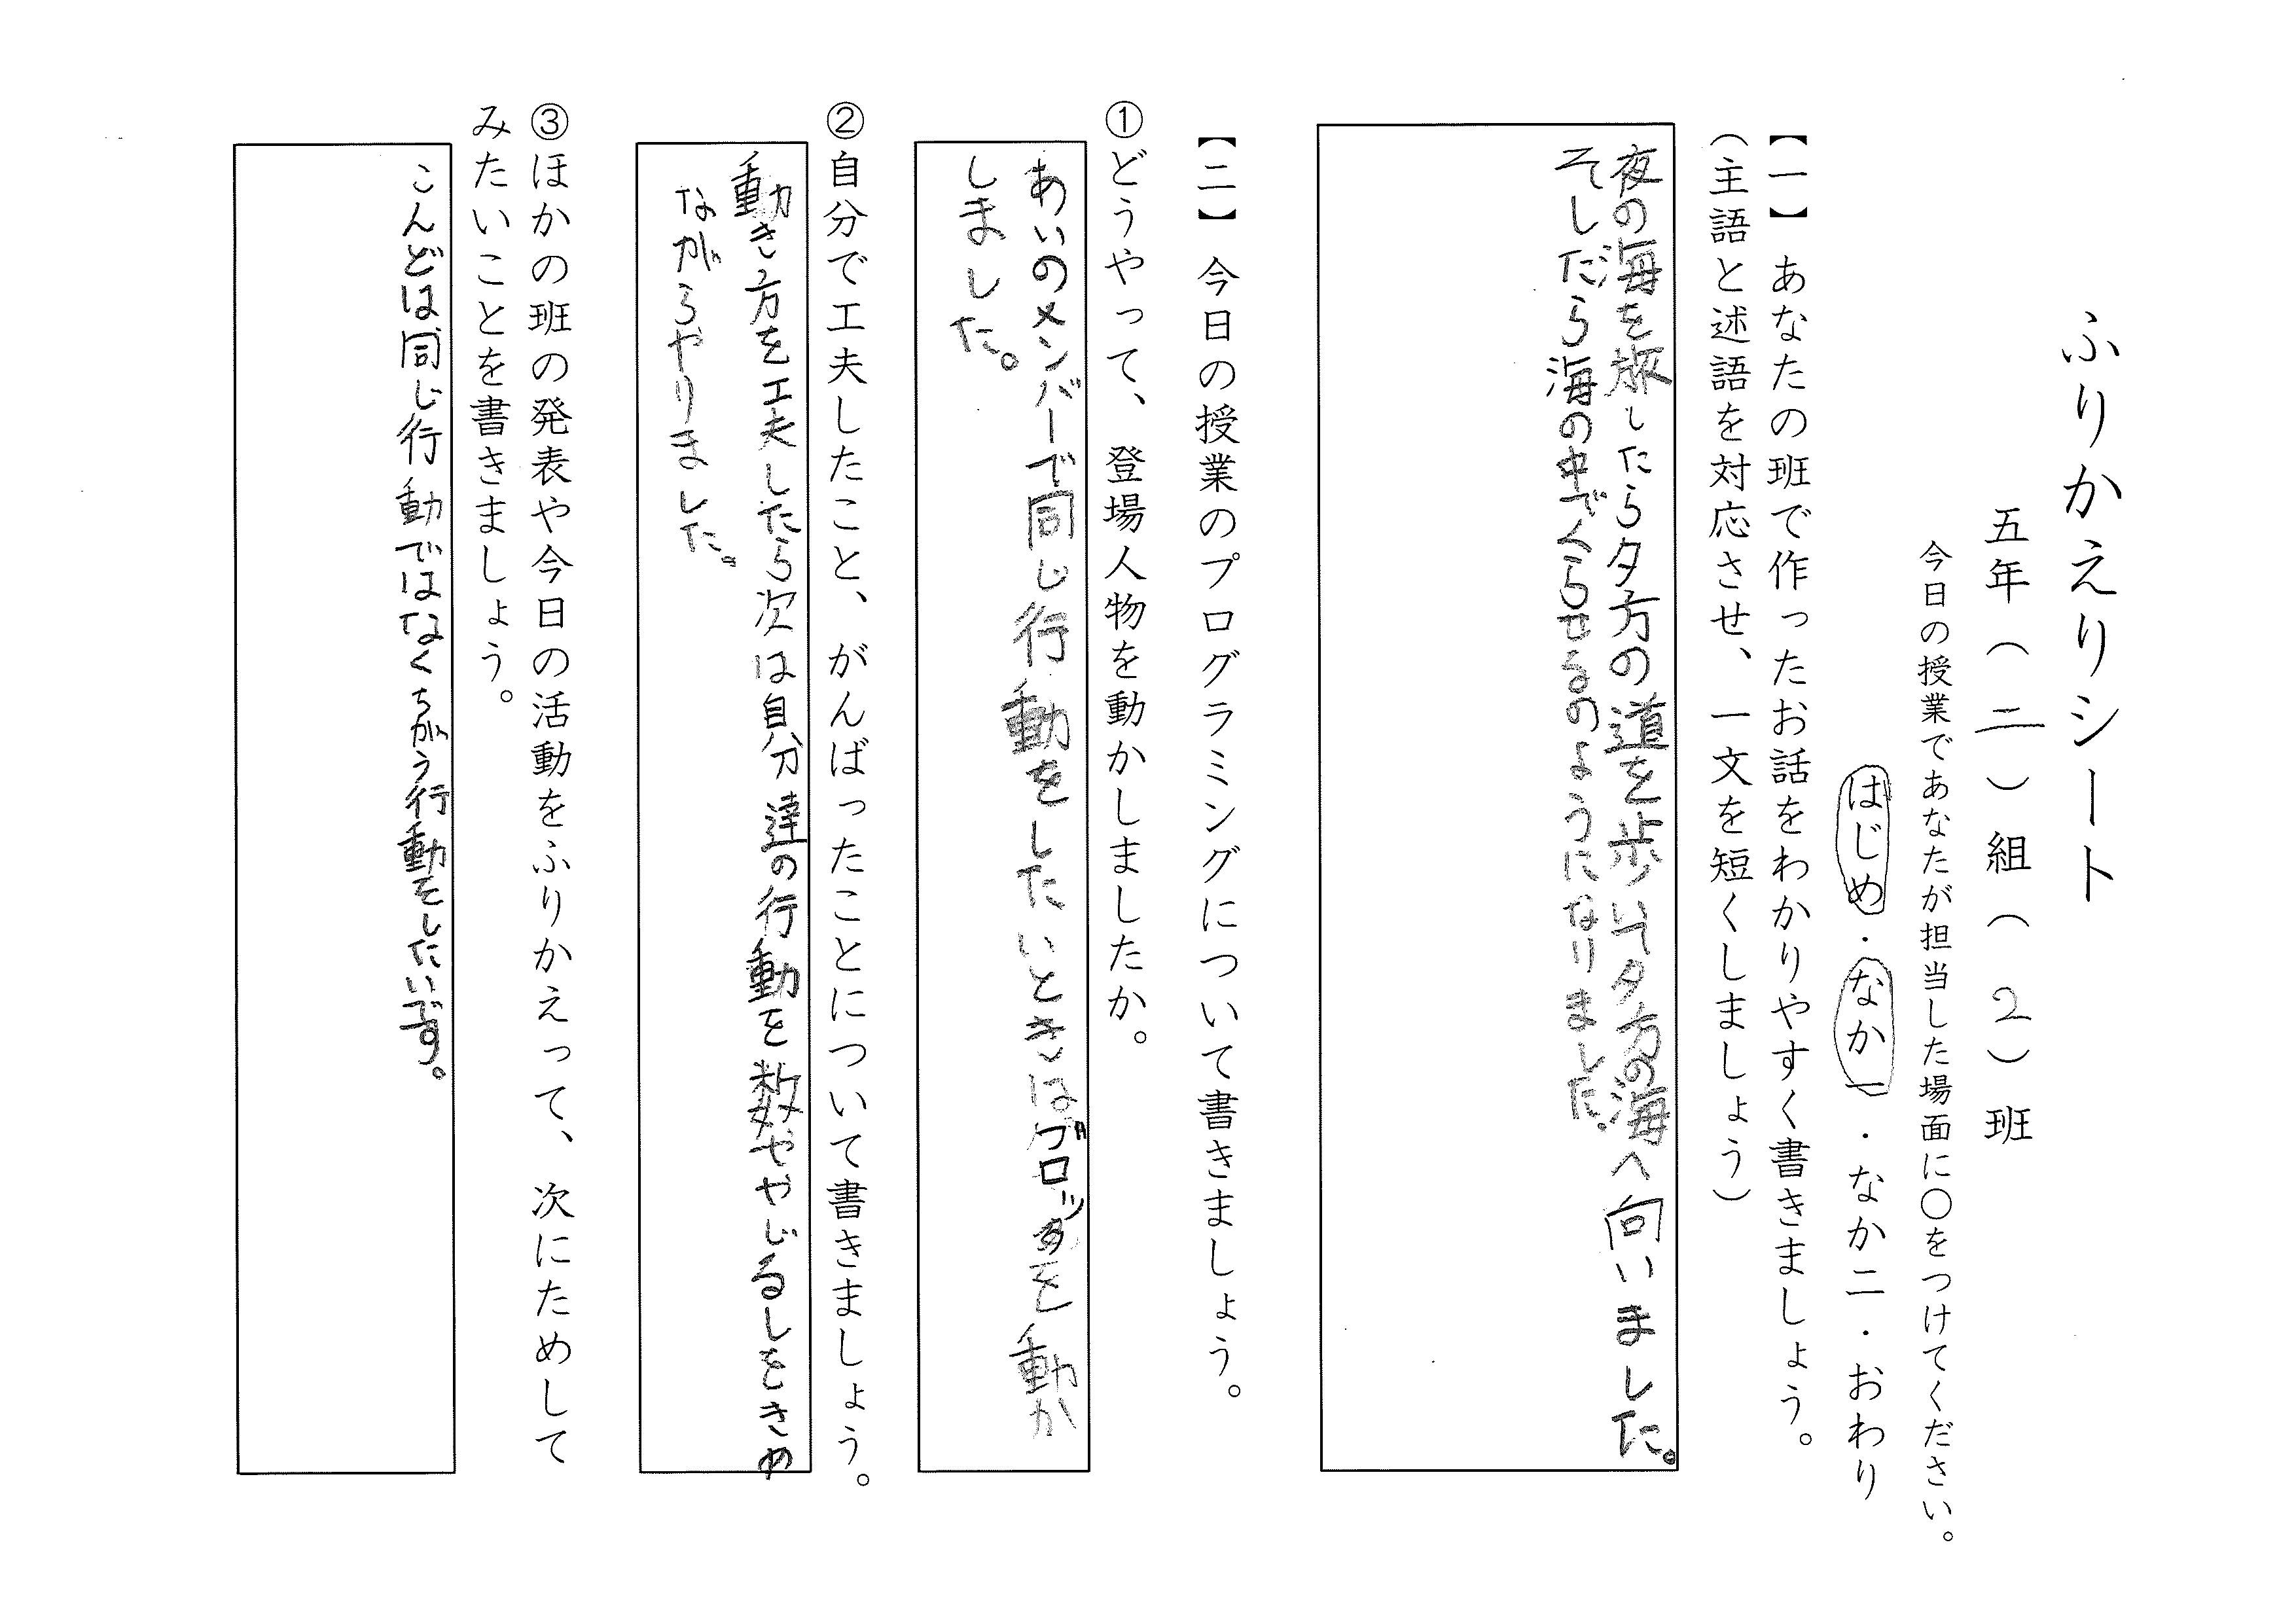 ふりかえりシート
五年（二）組（２）班
今日の授業であなたが担当した場面に〇をつけてください。
はじめ・なか一・なか二・おわり
【一】あなたの班で作ったお話をわかりやすく書きましょう。
（主語と述語を対応させ、一文を短くしましょう）
夜の海を旅したら夕方の道を歩いて夕方の海へ向いました。
そしだら海の中でくらせるのようになりました。
【二】今日の授業のプログラミングについて書きましょう。
①どうやって、登場人物を動かしましたか。
あいのメンバーで同じ行動をしたいときはブロックを動か
しました。
②自分で工夫したこと、がんばったことについて書きましょう。
動き方を工夫したら次は自分達の行動を数ややじるしをきめ
ながらやりました。
③ほかの班の発表や今日の活動をふりかえって、次にためして
みたいことを書きましょう。
こんどは同じ行動ではなくちがう行動をしたいです。